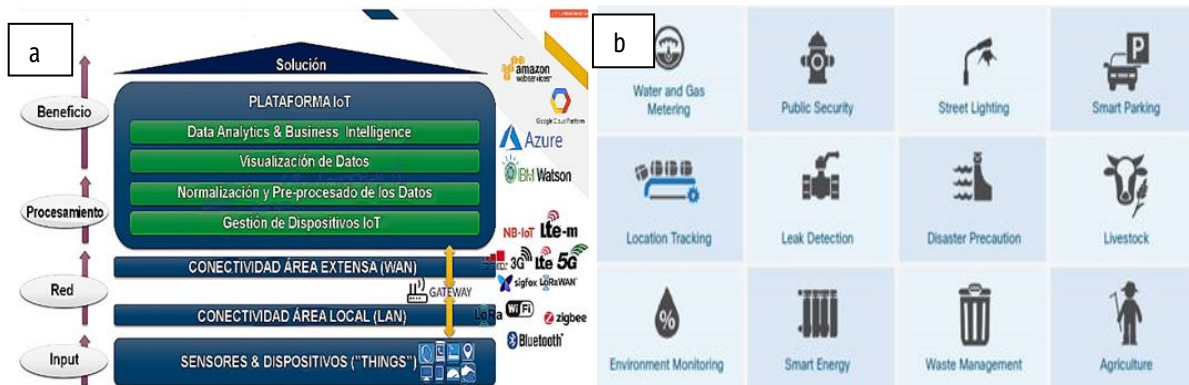 a
Solución
Beneficio
PLATAFORMA IoT
Data Analytics & Business Intelligence
Visualización de Datos
Procesamiento
Normalización y Pre-procesado de los Datos
Gestión de Dispositivos IoT
Red
CONECTIVIDAD ÁREA EXTENSA (WAN)
GATEWAY
CONECTIVIDAD ÁREA LOCAL (LAN)
Input
SENSORES & DISPOSITIVOS ("THINGS")
amazon
webservices
Google Cloud Platform
Azure
IBM Watson
NB-IoT Lte-m
3G Lte 5G
sigfox LoRaWAN
LoRa WiFi zigbee
Bluetooth
b
Water and Gas
Metering
Public Security
Street Lighting
P
Smart Parking
Location Tracking
Leak Detection
Disaster Precaution
Livestock
%
Environment Monitoring
Smart Energy
Waste Management
Agriculture